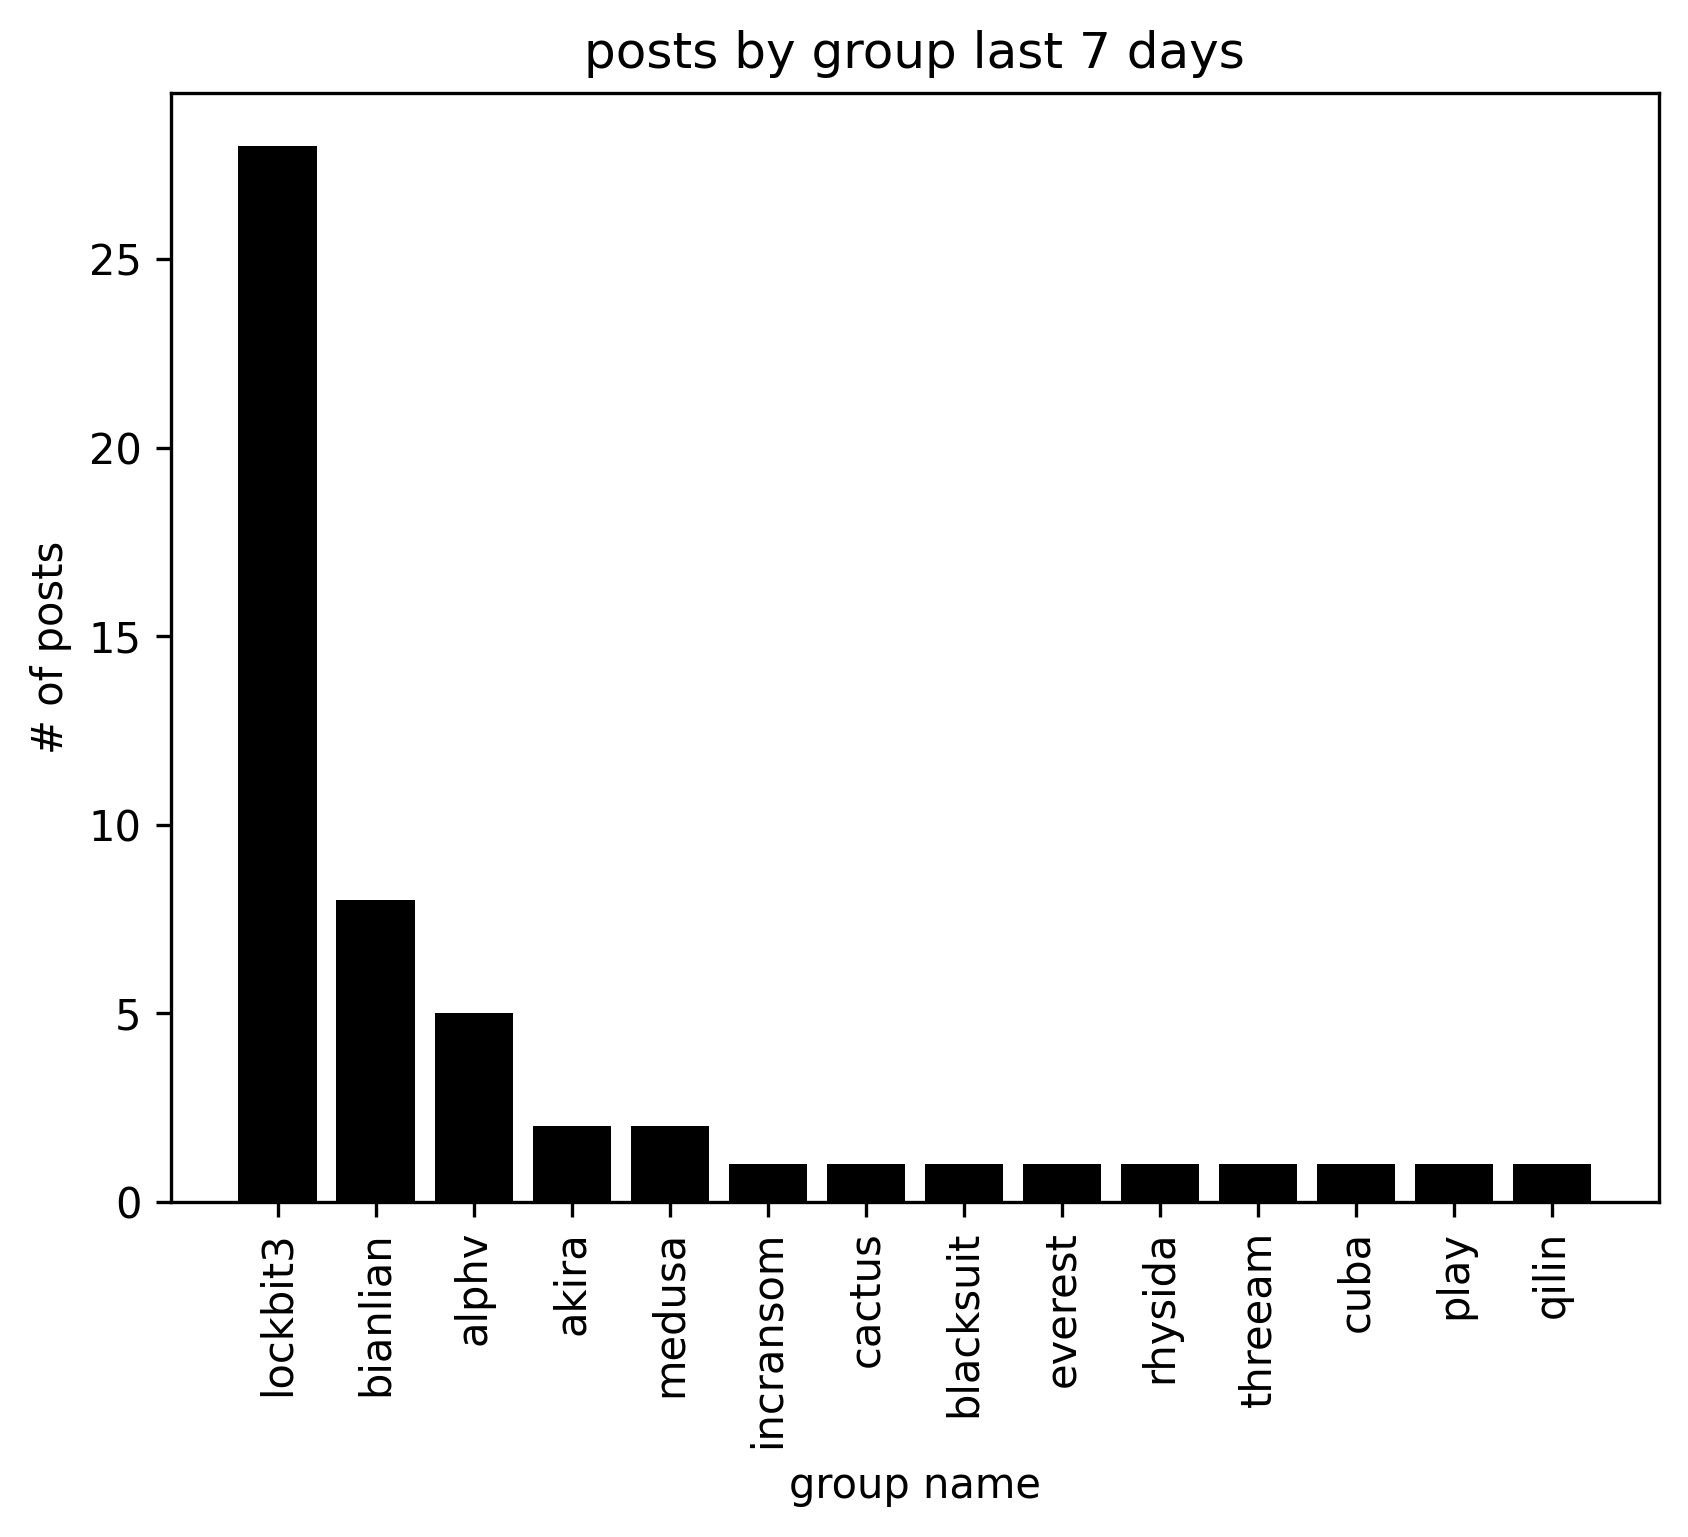 posts by group last 7 days
# of posts
25
20
15
10
5
0
lockbit3
bianlian
alphv
akira
medusa
incransom
cactus
blacksuit
everest
rhysida
threeam
cuba
play
qilin
group name